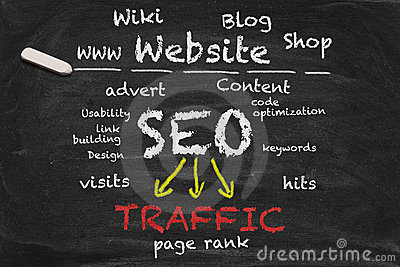 Wiki Blog
www Website Shop
advert Content
Usability code
optimization
link
building SEO keywords
Design
visits hits
TRAFFIC
page rank
dreamstime.com